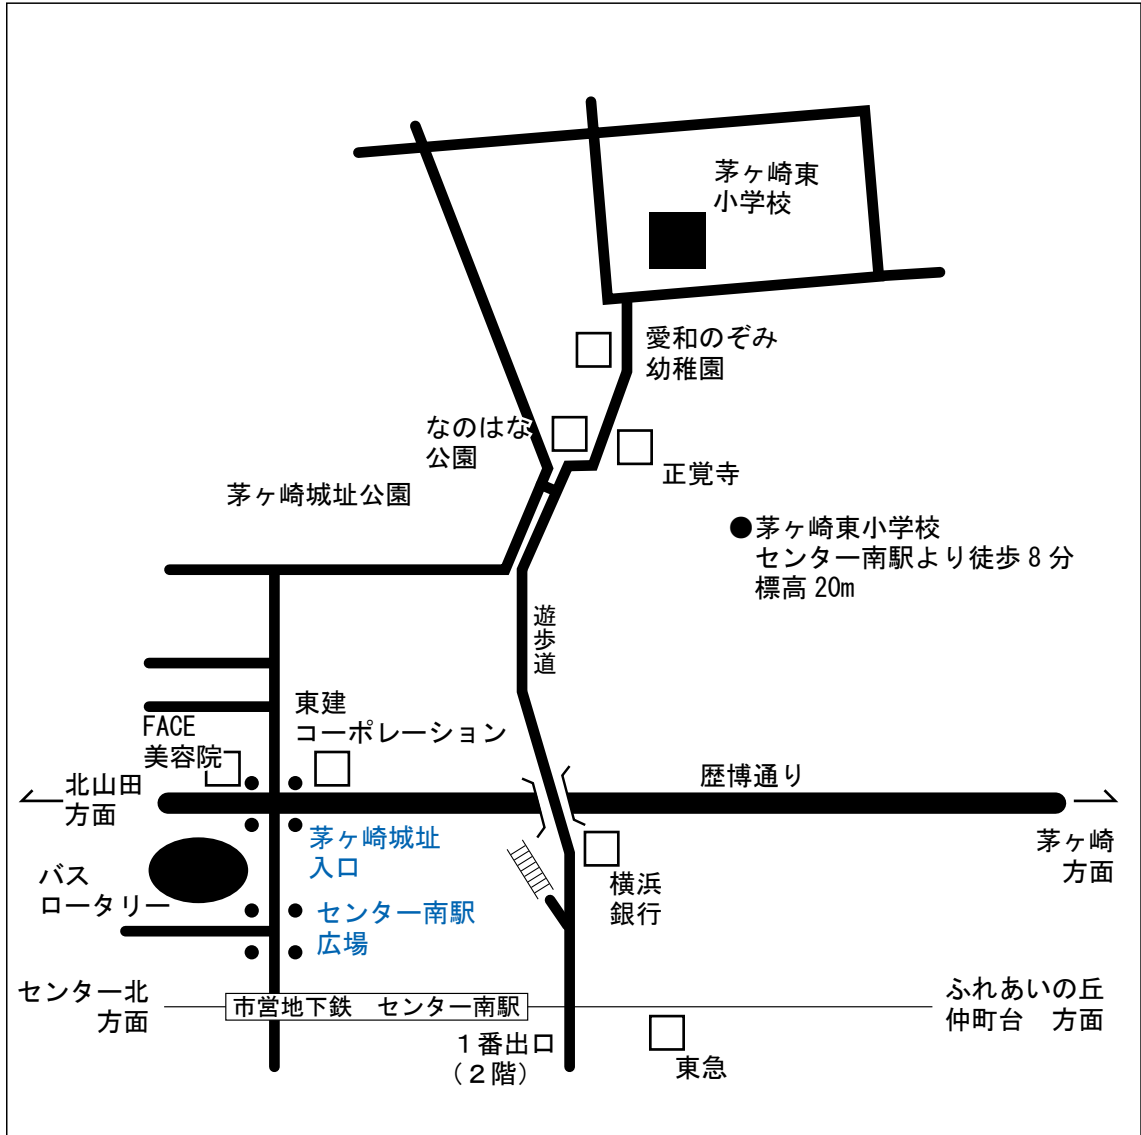 茅ヶ崎東
小学校
愛和のぞみ
幼稚園
なのはな
公園
正覚寺
茅ヶ崎城址公園
●茅ヶ崎東小学校
センター南駅より徒歩８分
標高20m
遊歩道
東建
コーポレーション
FACE
美容院
歴博通り
北山田
方面
茅ヶ崎城址
入口
茅ヶ崎
方面
バス
ロータリー
横浜
銀行
センター南駅
広場
センター北
方面
市営地下鉄　センター南駅
ふれあいの丘
仲町台　方面
１番出口
（２階）
東急